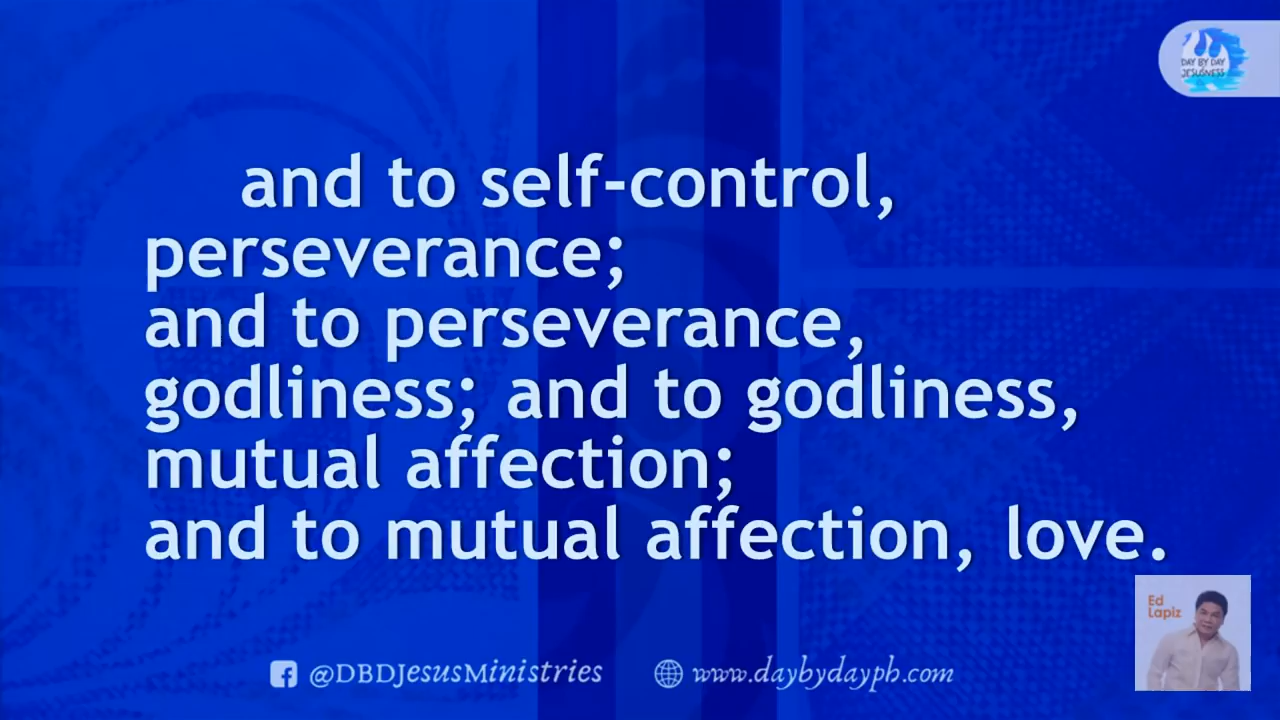 DAY BY DAY
JESUSNESS
and to self-control,
perseverance;
and to perseverance,
godliness; and to godliness,
mutual affection;
and to mutual affection, love.
Ed
Lapiz
@DBDJesusMinistries www.daybydayph.com